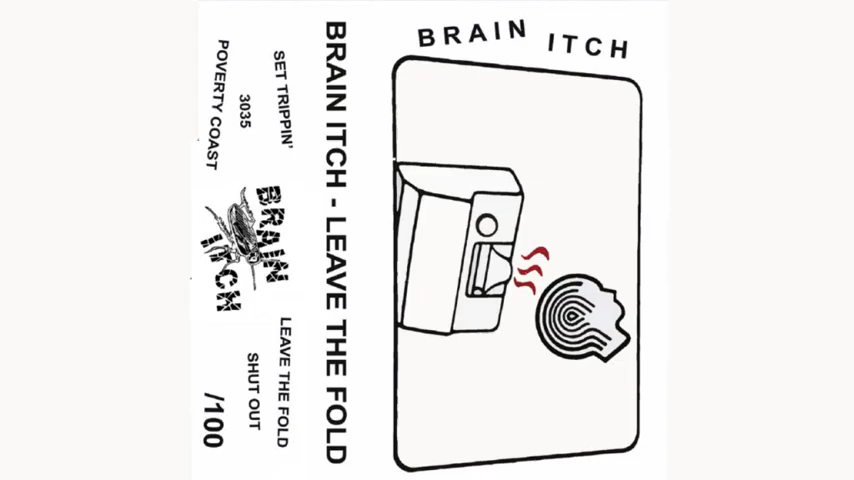 BRAIN ITCH
BRAIN ITCH - LEAVE THE FOLD
SET TRIPPIN'
3035
POVERTY COAST
BRAIN
ITCH
LEAVE THE FOLD
SHUT OUT
/100